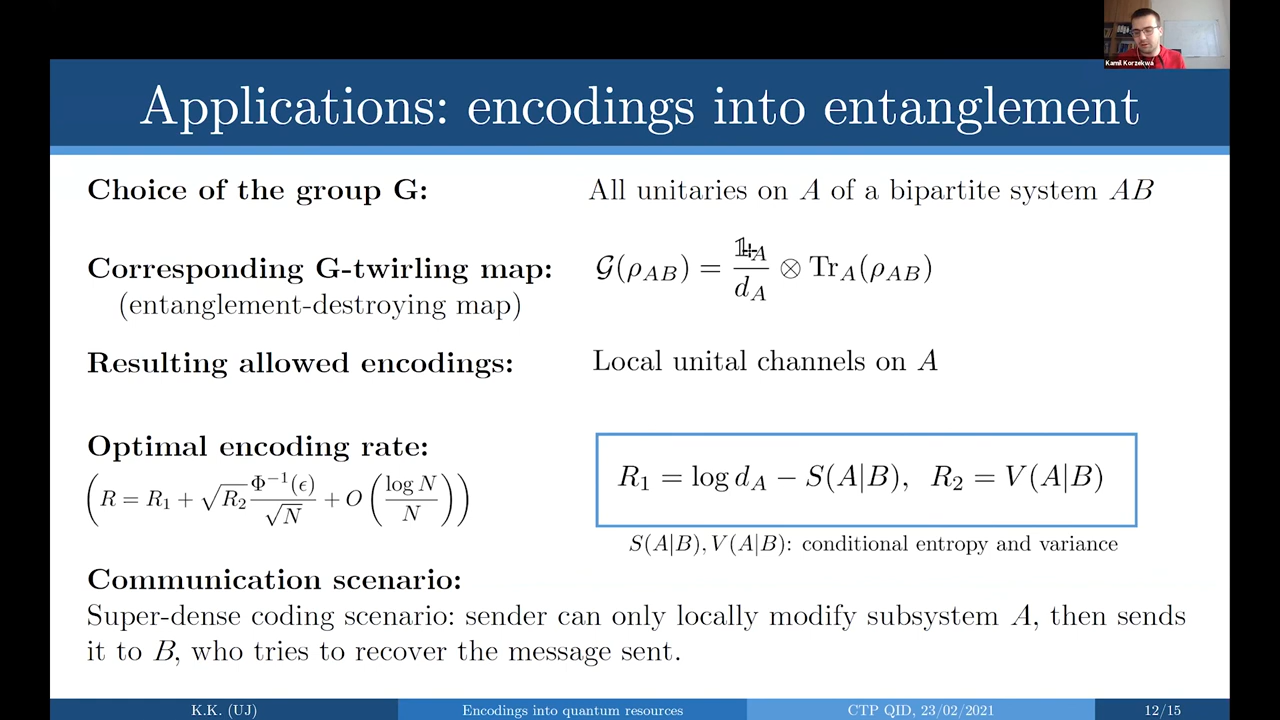 Kamil Korzekwa
Applications: encodings into entanglement
Choice of the group G: All unitaries on A of a bipartite system AB
Corresponding G-twirling map: 𝒢(ρ_{AB}) = 𝟙_A / d_A ⊗ Tr_A(ρ_{AB})
(entanglement-destroying map)
Resulting allowed encodings: Local unital channels on A
Optimal encoding rate:
(R = R_1 + √R_2 Φ^{-1}(ϵ) / √N + O(log N / N))
R_1 = log d_A − S(A|B), R_2 = V(A|B)
S(A|B), V(A|B): conditional entropy and variance
Communication scenario:
Super-dense coding scenario: sender can only locally modify subsystem A, then sends
it to B, who tries to recover the message sent.
K.K. (UJ) Encodings into quantum resources CTP QID, 23/02/2021 12/15